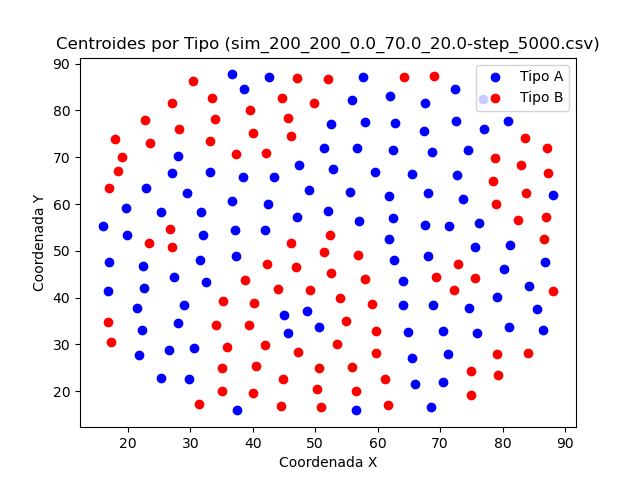 Centroides por Tipo (sim_200_200_0.0_70.0_20.0-step_5000.csv)
90
80
70
60
50
40
30
20
Coordenada Y
Tipo A
Tipo B
20 30 40 50 60 70 80 90
Coordenada X